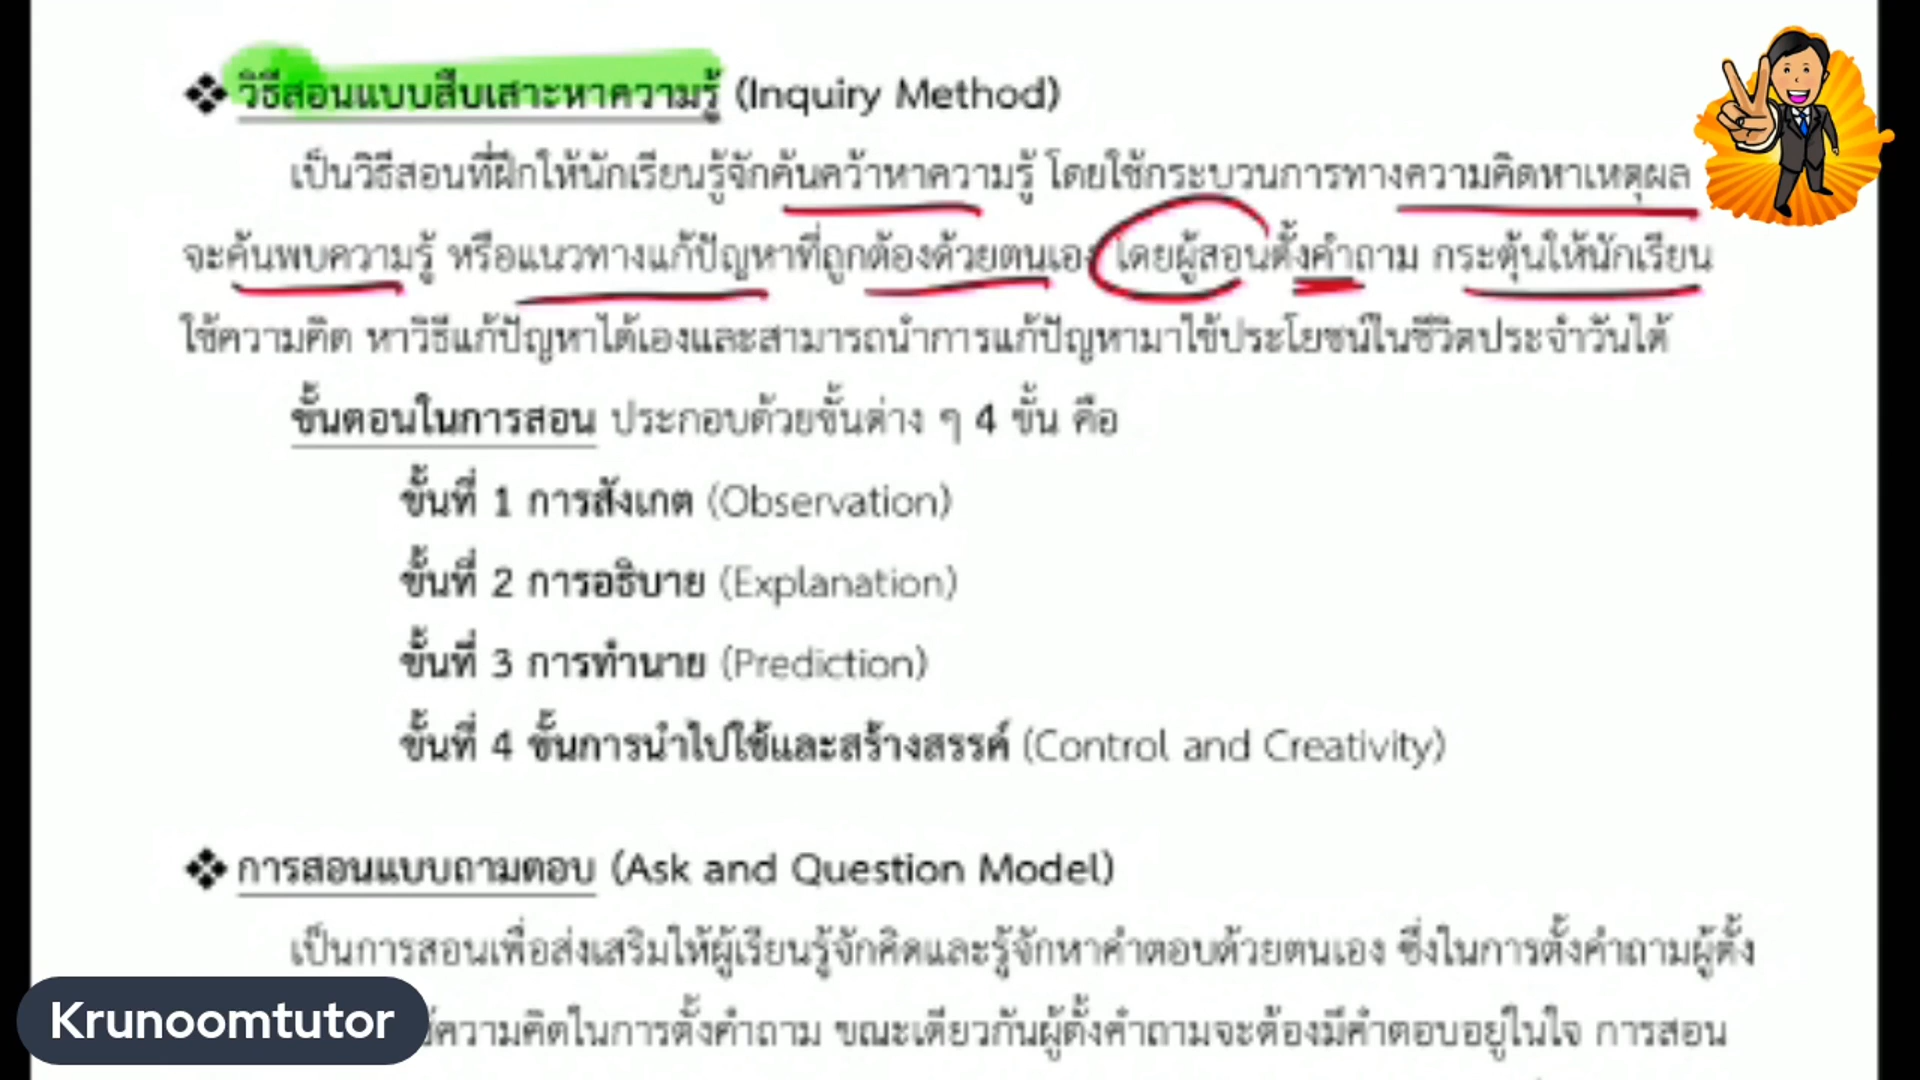 ❖ วิธีสอนแบบสืบเสาะหาความรู้ (Inquiry Method)
เป็นวิธีสอนที่ฝึกให้นักเรียนรู้จักค้นคว้าหาความรู้ โดยใช้กระบวนการทางความคิดหาเหตุผล
จะค้นพบความรู้ หรือแนวทางแก้ปัญหาที่ถูกต้องด้วยตนเอง โดยผู้สอนตั้งคำถาม กระตุ้นให้นักเรียน
ใช้ความคิด หาวิธีแก้ปัญหาได้เองและสามารถนำการแก้ปัญหามาใช้ประโยชน์ในชีวิตประจำวันได้
ขั้นตอนในการสอน ประกอบด้วยขั้นต่าง ๆ 4 ขั้น คือ
ขั้นที่ 1 การสังเกต (Observation)
ขั้นที่ 2 การอธิบาย (Explanation)
ขั้นที่ 3 การทำนาย (Prediction)
ขั้นที่ 4 ขั้นการนำไปใช้และสร้างสรรค์ (Control and Creativity)
❖ การสอนแบบถามตอบ (Ask and Question Model)
เป็นการสอนเพื่อส่งเสริมให้ผู้เรียนรู้จักคิดและรู้จักหาคำตอบด้วยตนเอง ซึ่งในการตั้งคำถามผู้ตั้ง
ความคิดในการตั้งคำถาม ขณะเดียวกันผู้ตั้งคำถามจะต้องมีคำตอบอยู่ในใจ การสอน
Krunoomtutor